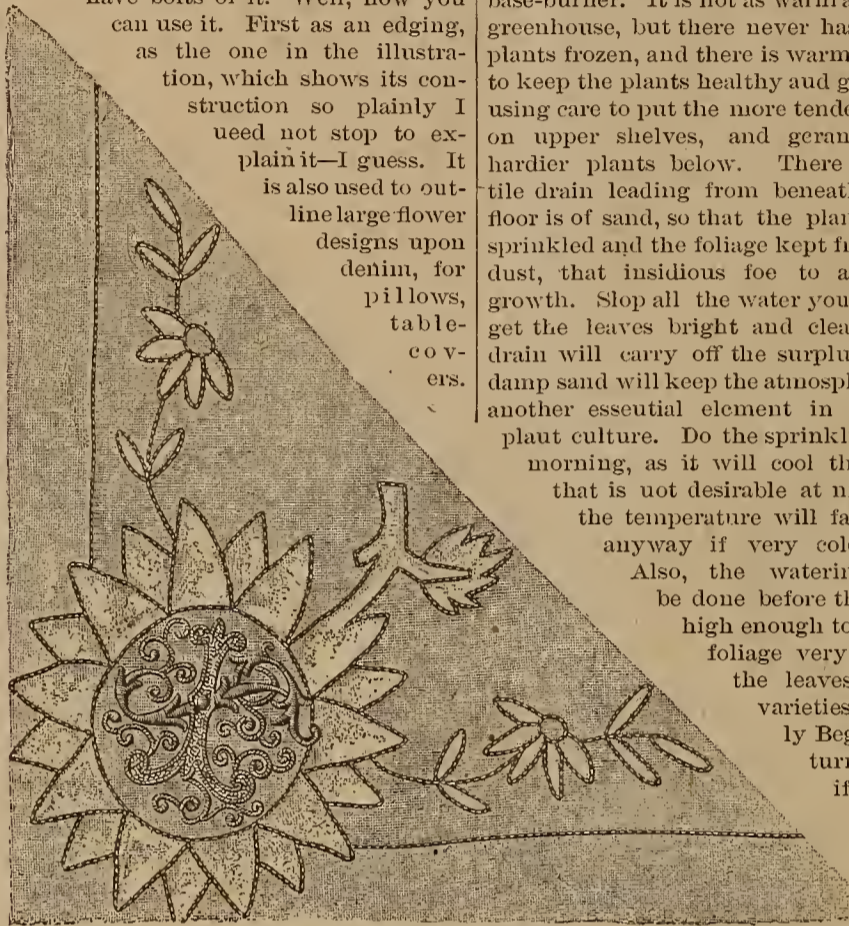 can use it. First as an edging,
as the one in the illustra-
tion, which shows its con-
struction so plainly I
ueed not stop to ex-
plain it—I guess. It
is also used to out-
line large flower
designs upon
denim, for
pillows,
table-
cov-
ers.
base-burner. It is not as warm a
greenhouse, but there never ha
plants frozen, and there is warm
to keep the plants healthy aud g
using care to put the more tende
on upper shelves, and geran
hardier plants below. There
tile drain leading from beneat
floor is of sand, so that the plan
sprinkled and the foliage kept f
dust, that insidious foe to a
growth. Slop all the water you
get the leaves bright and clea
drain will carry off the surplu
damp sand will keep the atmosp
another esseutial element in
plaut culture. Do the sprinkl
morning, as it will cool th
that is uot desirable at n
the temperature will fa
anyway if very col
Also, the waterin
be done before th
high enough to
foliage very
the leaves
varieties
ly Beg
tur
if